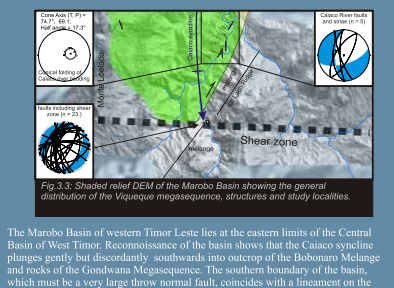 Cone Axis (T, P) =
74.7°, 69.1;
Half angle = 17.3°
Conical folding of
Caiaco river bedding
Monte Loelaco
Caiaco syncline
Caiaco River faults
and striae (n = 5)
faults including shear
zone (n = 23 )
melange
Shear zone
Fig.3.3: Shaded relief DEM of the Marobo Basin showing the general
distribution of the Viqueque megasequence, structures and study localities.
The Marobo Basin of western Timor Leste lies at the eastern limits of the Central
Basin of West Timor. Reconnoissance of the basin shows that the Caiaco syncline
plunges gently but discordantly southwards into outcrop of the Bobonaro Melange
and rocks of the Gondwana Megasequence. The southern boundary of the basin,
which must be a very large throw normal fault, coincides with a lineament on the